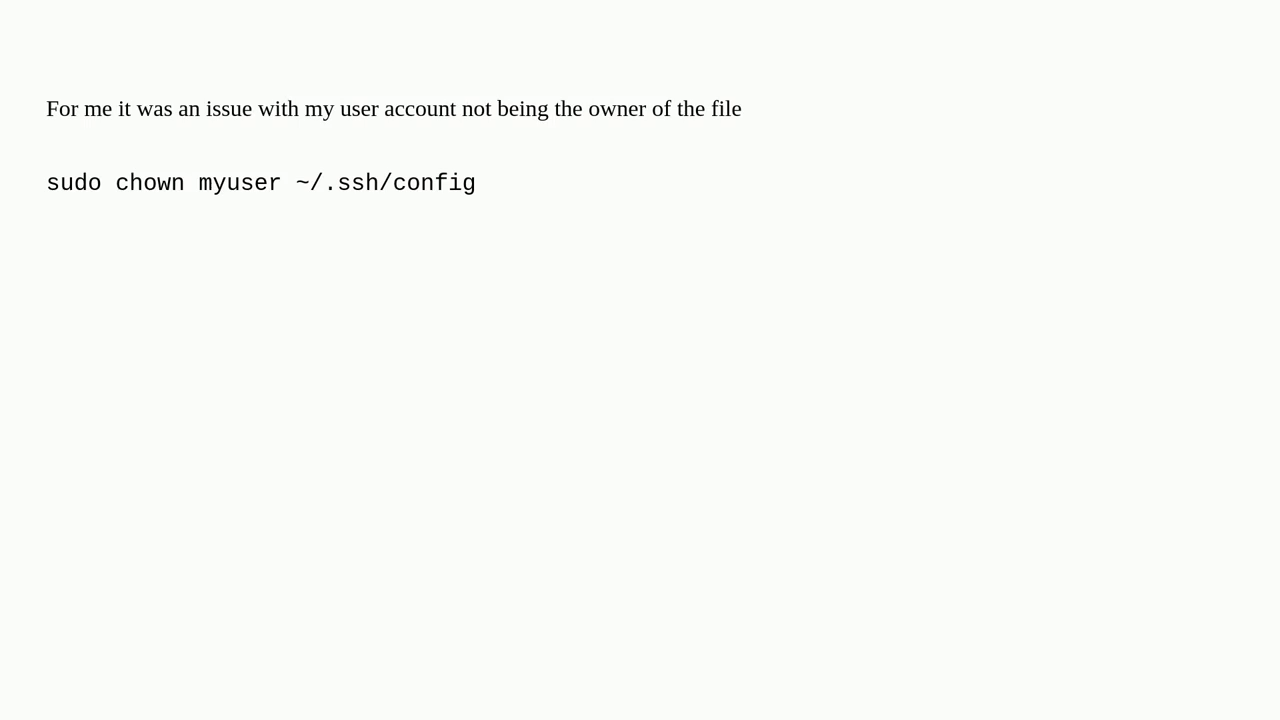 For me it was an issue with my user account not being the owner of the file
sudo chown myuser ~/.ssh/config